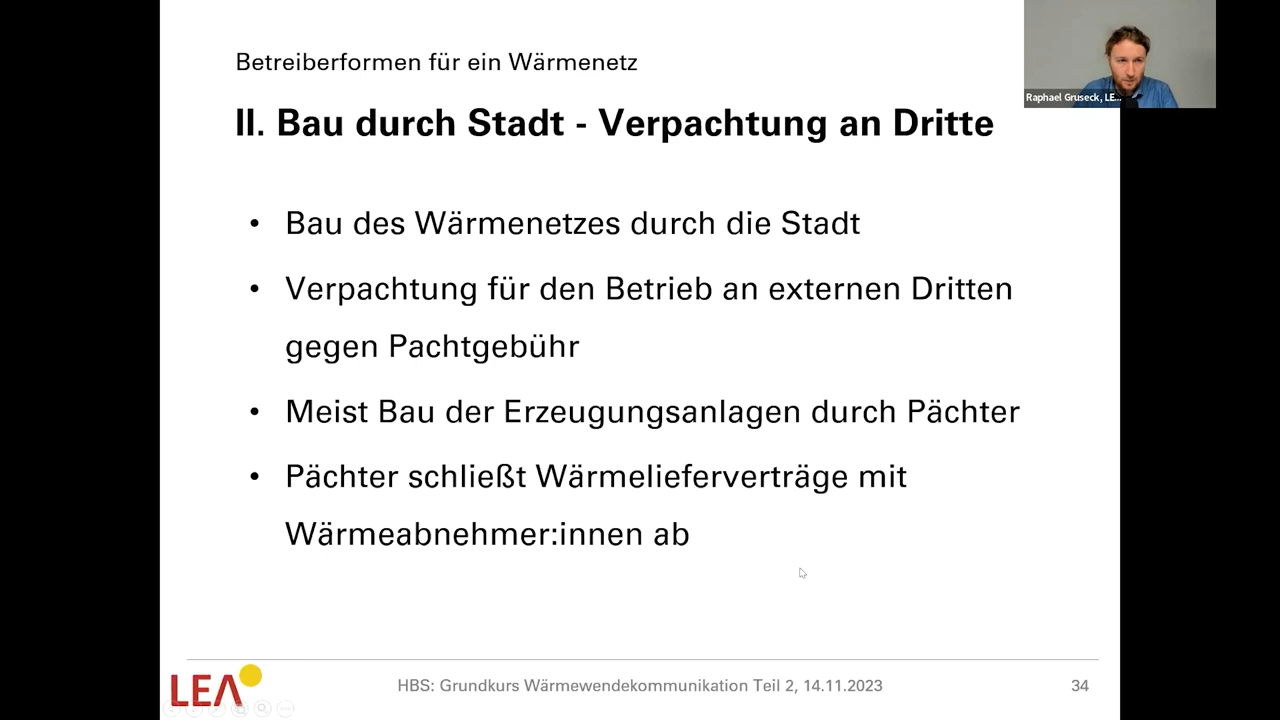 Betreiberformen für ein Wärmenetz
Raphael Gruseck, LE...
II. Bau durch Stadt - Verpachtung an Dritte
• Bau des Wärmenetzes durch die Stadt
• Verpachtung für den Betrieb an externen Dritten
gegen Pachtgebühr
• Meist Bau der Erzeugungsanlagen durch Pächter
• Pächter schließt Wärmelieferverträge mit
Wärmeabnehmer:innen ab
LEA
HBS: Grundkurs Wärmewendekommunikation Teil 2, 14.11.2023
34